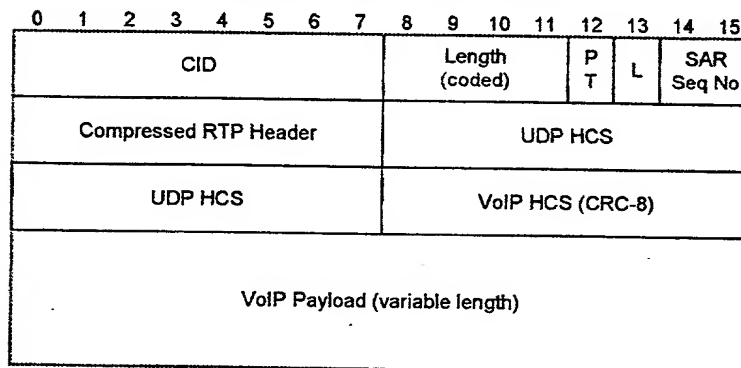 0 1 2 3 4 5 6 7 8 9 10 11 12 13 14 15
CID
Length
(coded)
P
T
L
SAR
Seq No
Compressed RTP Header
UDP HCS
UDP HCS
VoIP HCS (CRC-8)
VoIP Payload (variable length)